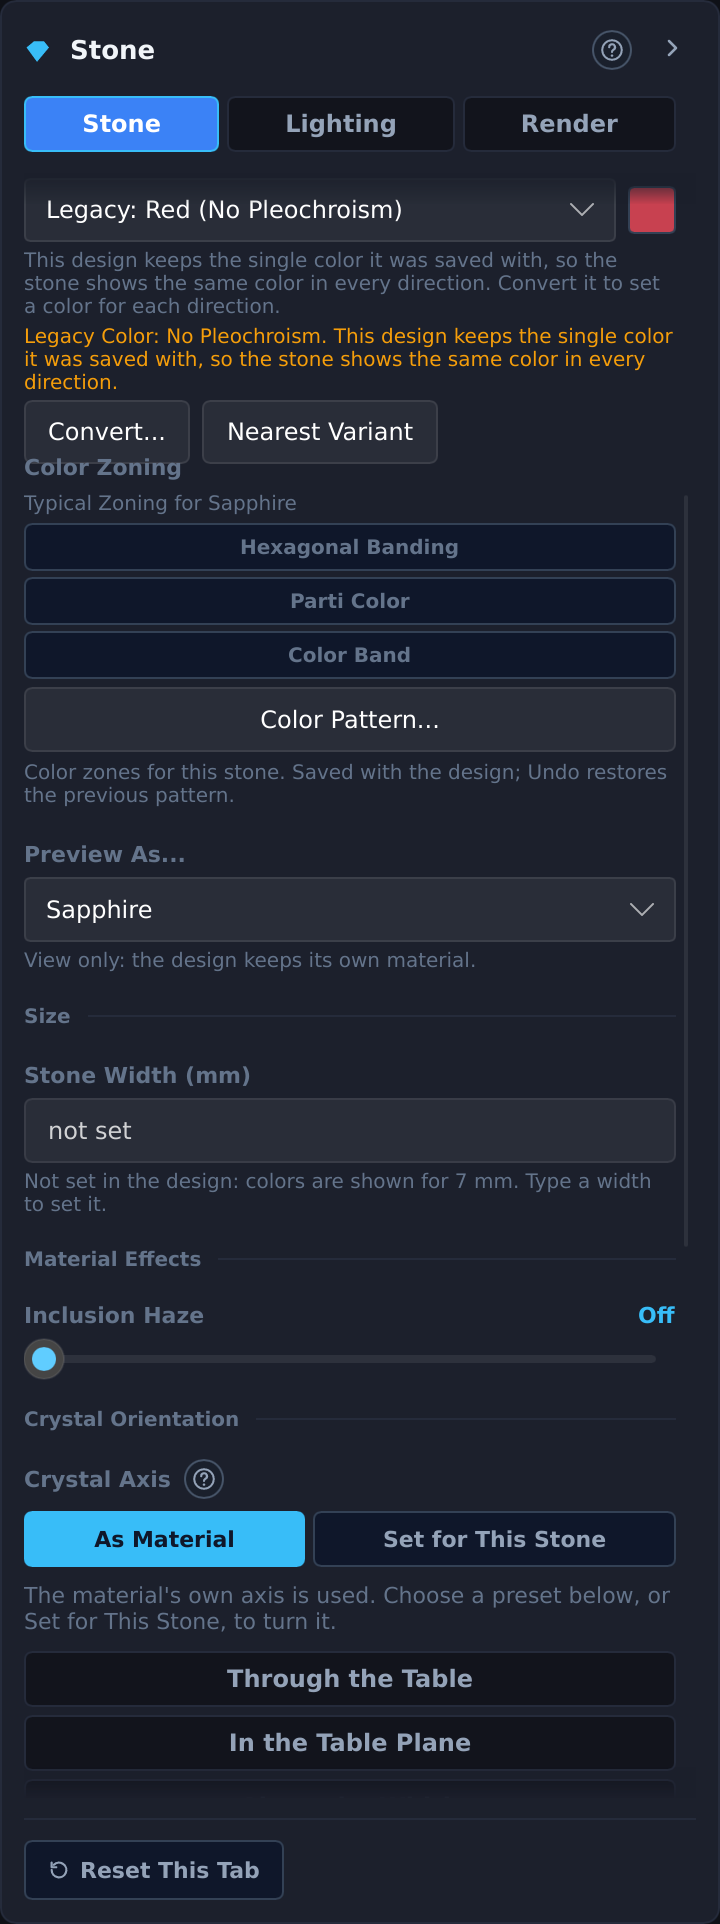 Stone
Stone
Lighting
Render
Legacy: Red (No Pleochroism)
This design keeps the single color it was saved with, so the
stone shows the same color in every direction. Convert it to set
a color for each direction.
Legacy Color: No Pleochroism. This design keeps the single color
it was saved with, so the stone shows the same color in every
direction.
Convert...
Nearest Variant
Color Zoning
Typical Zoning for Sapphire
Hexagonal Banding
Parti Color
Color Band
Color Pattern...
Color zones for this stone. Saved with the design; Undo restores
the previous pattern.
Preview As...
Sapphire
View only: the design keeps its own material.
Size
Stone Width (mm)
not set
Not set in the design: colors are shown for 7 mm. Type a width
to set it.
Material Effects
Inclusion Haze
Off
Crystal Orientation
Crystal Axis
As Material
Set for This Stone
The material's own axis is used. Choose a preset below, or
Set for This Stone, to turn it.
Through the Table
In the Table Plane
Reset This Tab